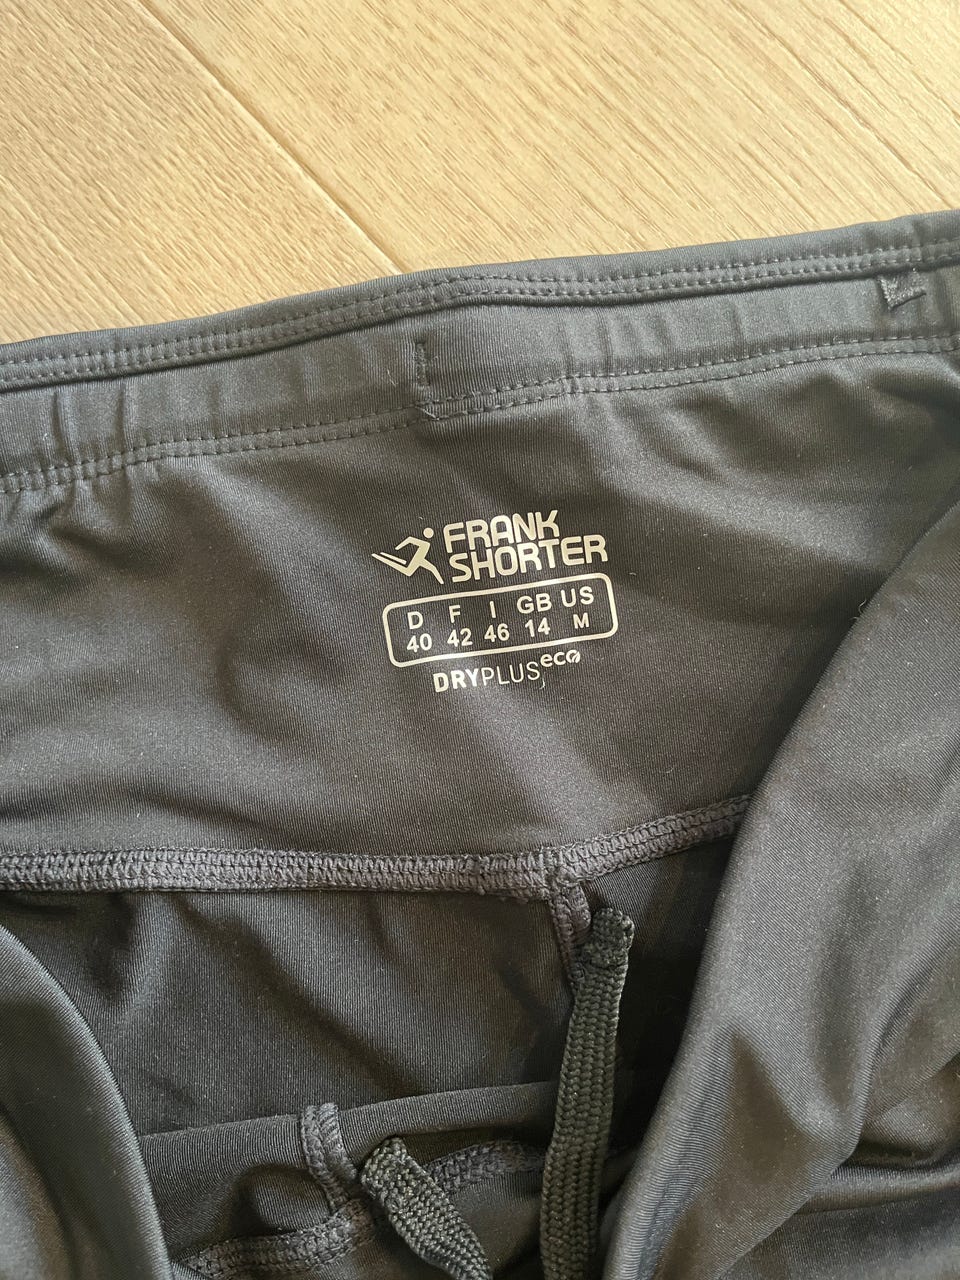 FRANK
SHORTER
D F I GB US
40 42 46 14 M
DRYPLUS eco